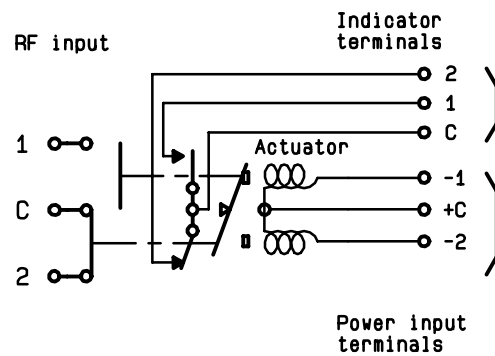 Indicator
terminals
RF input
2
1
C
Actuator
1
C
2
-1
+C
-2
Power input
terminals